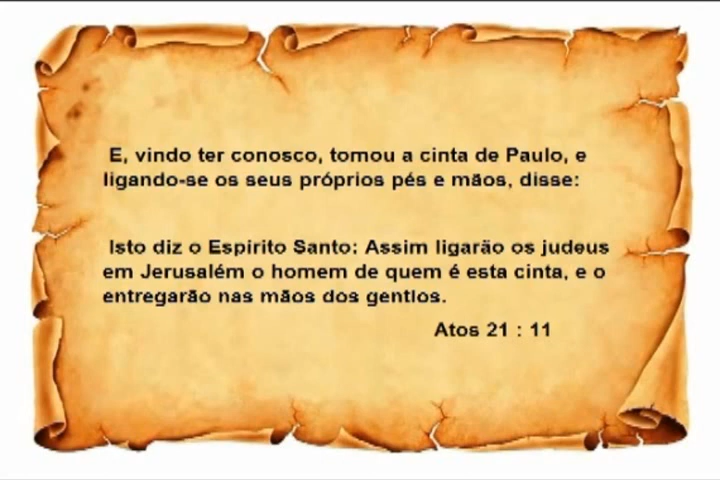 E, vindo ter conosco, tomou a cinta de Paulo, e
ligando-se os seus próprios pés e mãos, disse:
Isto diz o Espírito Santo: Assim ligarão os judeus
em Jerusalém o homem de quem é esta cinta, e o
entregarão nas mãos dos gentios.
Atos 21 : 11